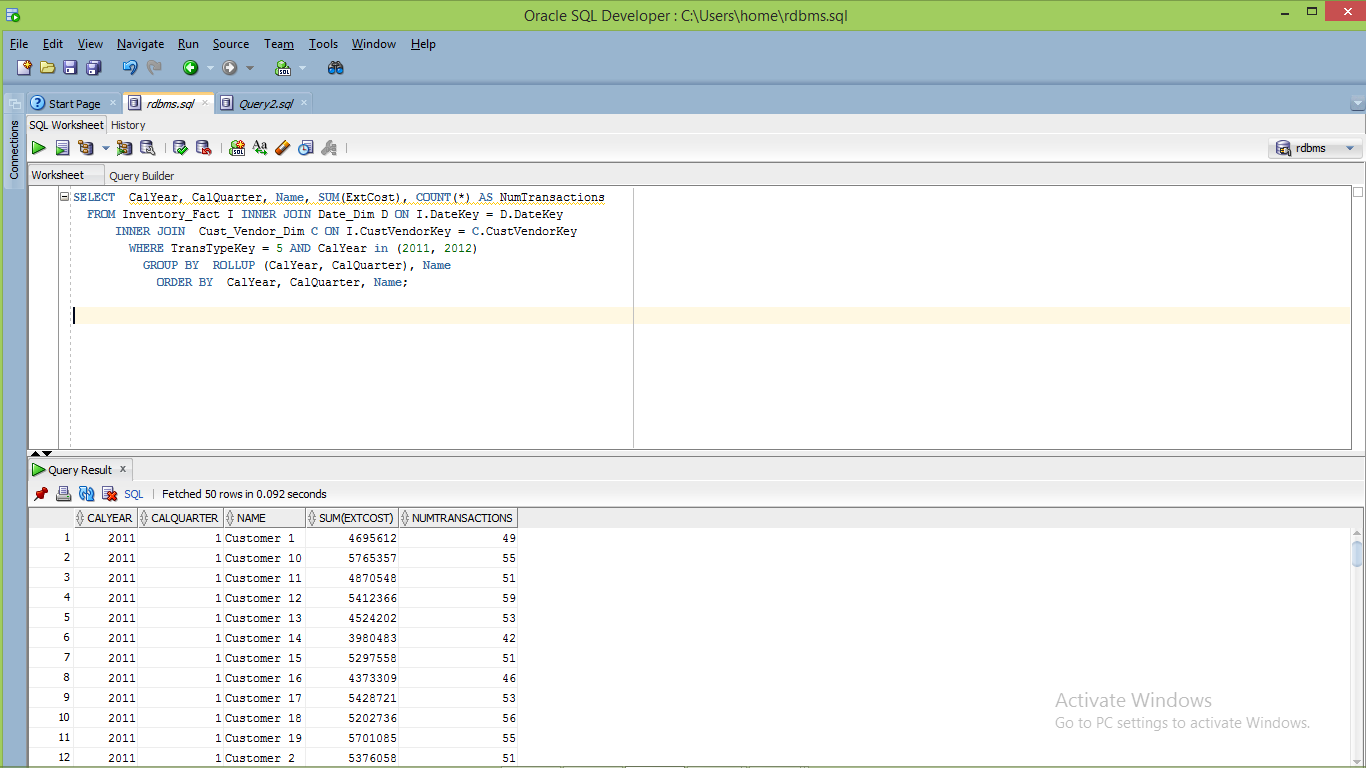 Oracle SQL Developer : C:\Users\home\rdbms.sql
File Edit View Navigate Run Source Team Tools Window Help
Start Page rdbms.sql Query2.sql
Connections
SQL Worksheet History
rdbms
Worksheet Query Builder
SELECT CalYear, CalQuarter, Name, SUM(ExtCost), COUNT(*) AS NumTransactions
FROM Inventory_Fact I INNER JOIN Date_Dim D ON I.DateKey = D.DateKey
INNER JOIN Cust_Vendor_Dim C ON I.CustVendorKey = C.CustVendorKey
WHERE TransTypeKey = 5 AND CalYear in (2011, 2012)
GROUP BY ROLLUP (CalYear, CalQuarter), Name
ORDER BY CalYear, CalQuarter, Name;
Query Result x
SQL | Fetched 50 rows in 0.092 seconds
CALYEAR CALQUARTER NAME SUM(EXTCOST) NUMTRANSACTIONS
1 2011 1 Customer 1 4695612 49
2 2011 1 Customer 10 5765357 55
3 2011 1 Customer 11 4870548 51
4 2011 1 Customer 12 5412366 59
5 2011 1 Customer 13 4524202 53
6 2011 1 Customer 14 3980483 42
7 2011 1 Customer 15 5297558 51
8 2011 1 Customer 16 4373309 46
9 2011 1 Customer 17 5428721 53
10 2011 1 Customer 18 5202736 56
11 2011 1 Customer 19 5701085 55
12 2011 1 Customer 2 5376058 51
Activate Windows
Go to PC settings to activate Windows.